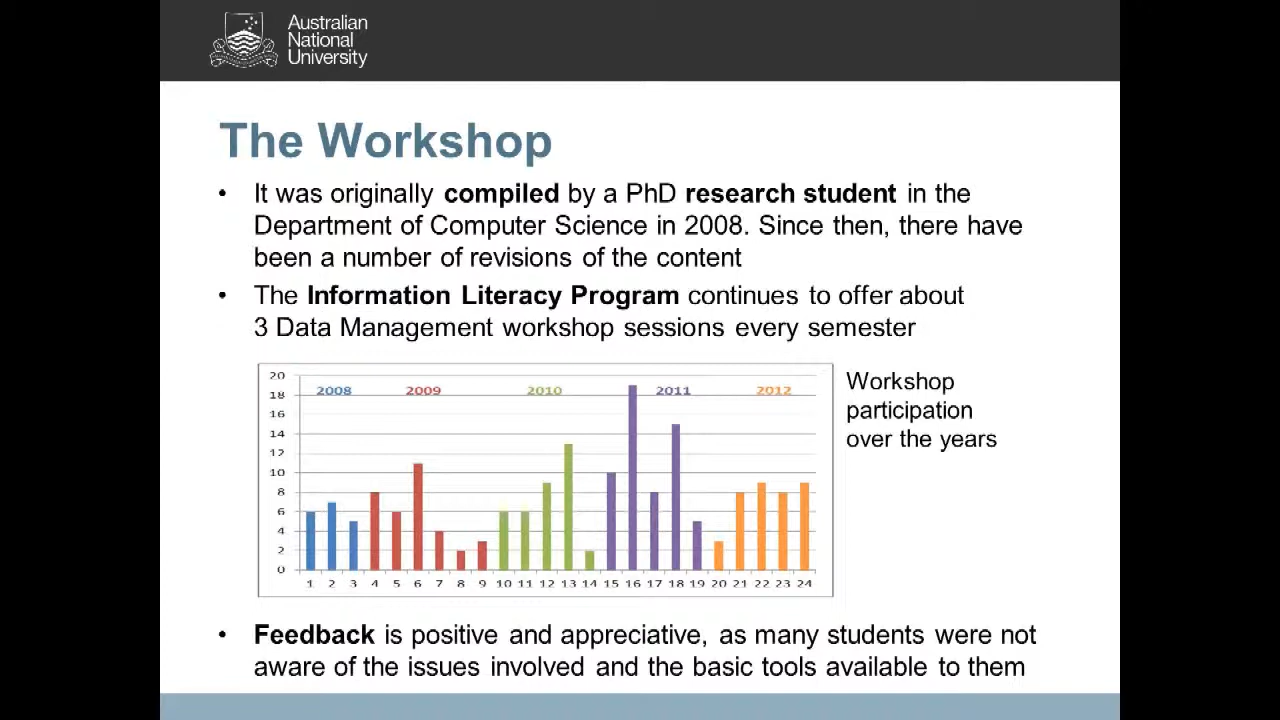 Australian
National
University
The Workshop
• It was originally compiled by a PhD research student in the
Department of Computer Science in 2008. Since then, there have
been a number of revisions of the content
• The Information Literacy Program continues to offer about
3 Data Management workshop sessions every semester
20
18
16
14
12
10
8
6
4
2
0
2008 2009 2010 2011 2012
1 2 3 4 5 6 7 8 9 10 11 12 13 14 15 16 17 18 19 20 21 22 23 24
Workshop
participation
over the years
• Feedback is positive and appreciative, as many students were not
aware of the issues involved and the basic tools available to them